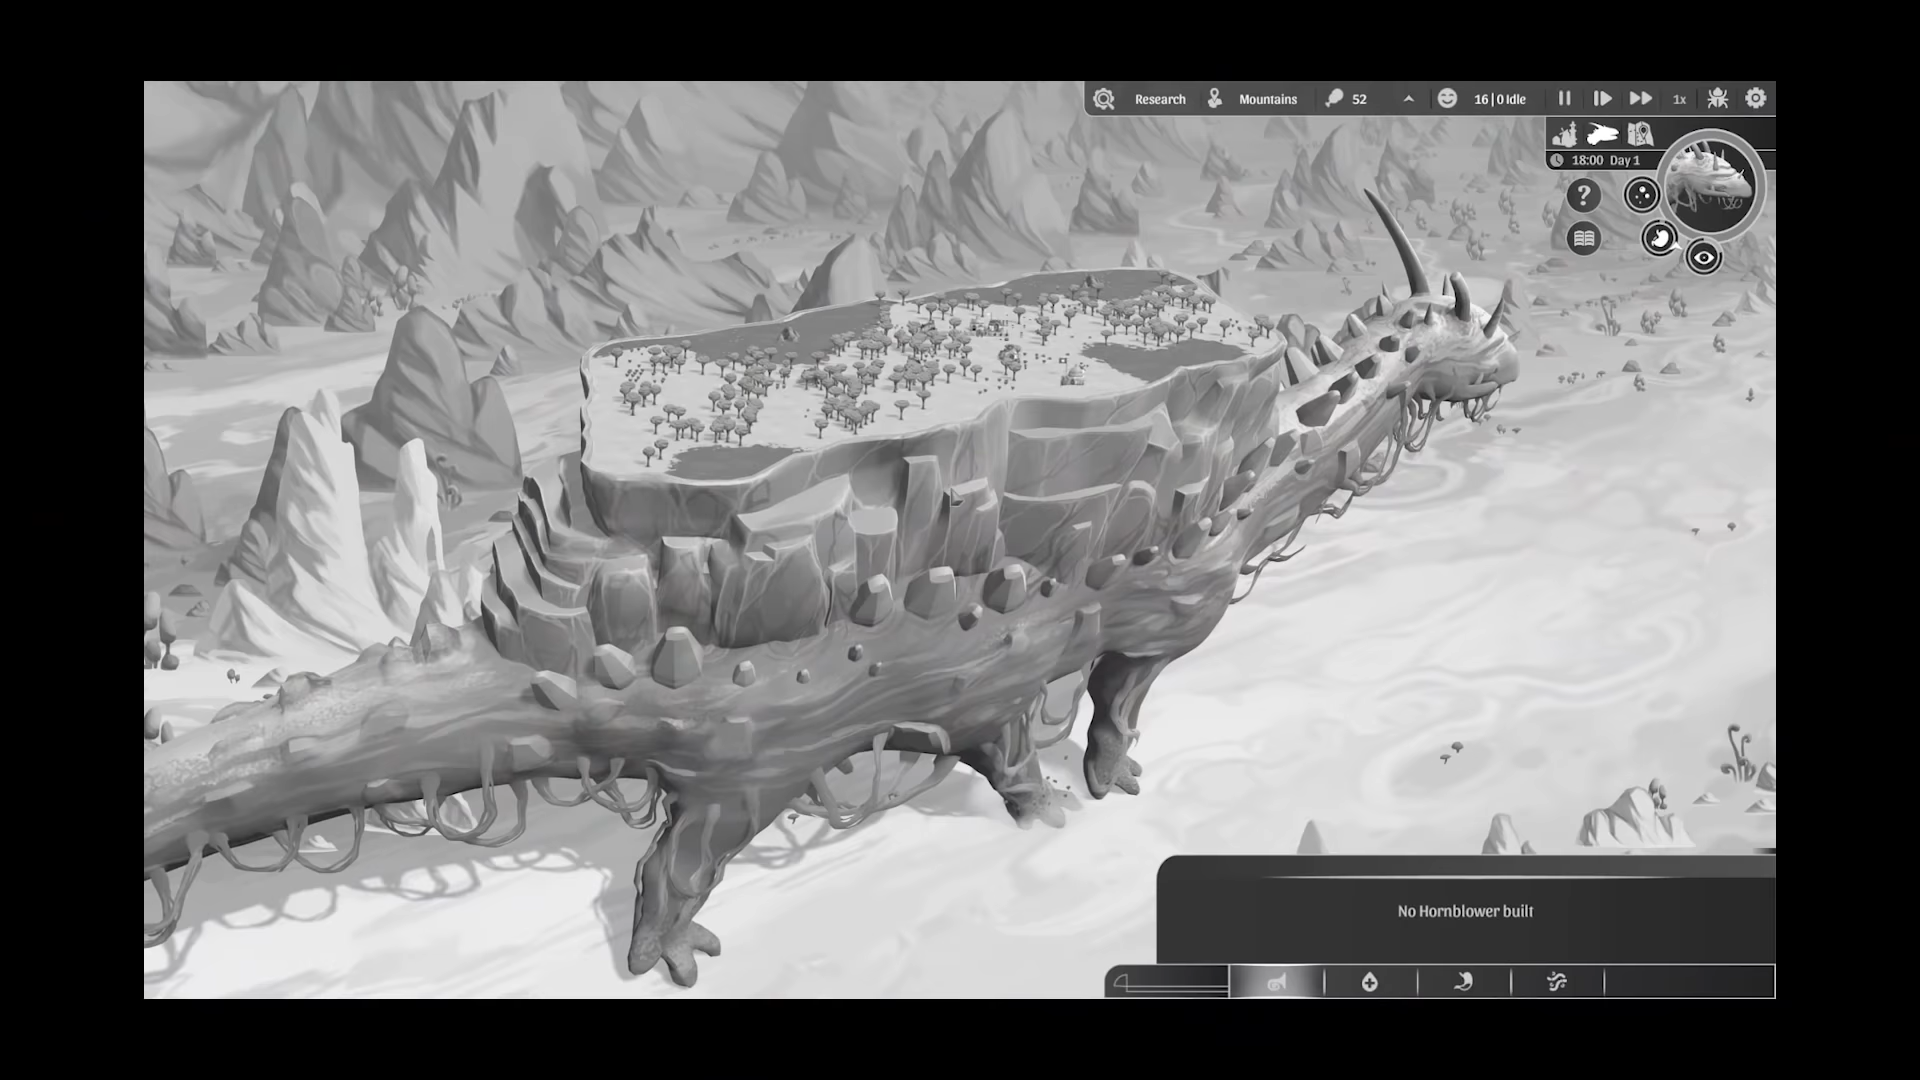 Research Mountains 52 16 | 0 Idle 1x
18:00 Day 1
?
No Hornblower built